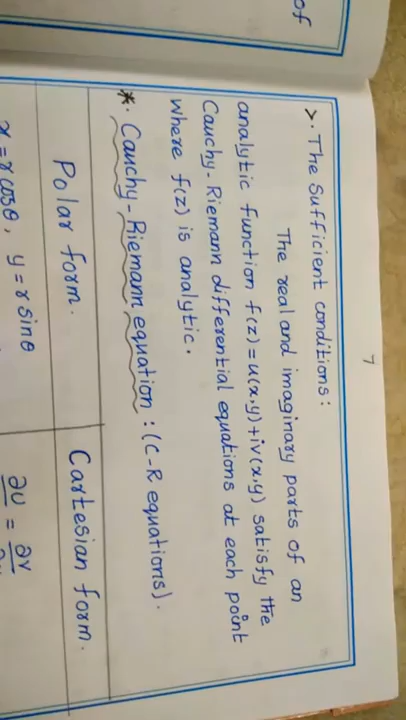 of
7
>. The Sufficient conditions:
The real and imaginary parts of an
analytic function f(z) = u(x,y)+iv(x,y) satisfy the
Cauchy-Riemann differential equations at each point
where f(z) is analytic.
*. Cauchy-Riemann equation : (C-R equations).
Polar form. Cartesian form.
x = r cosθ, y = r sinθ ∂u = ∂v